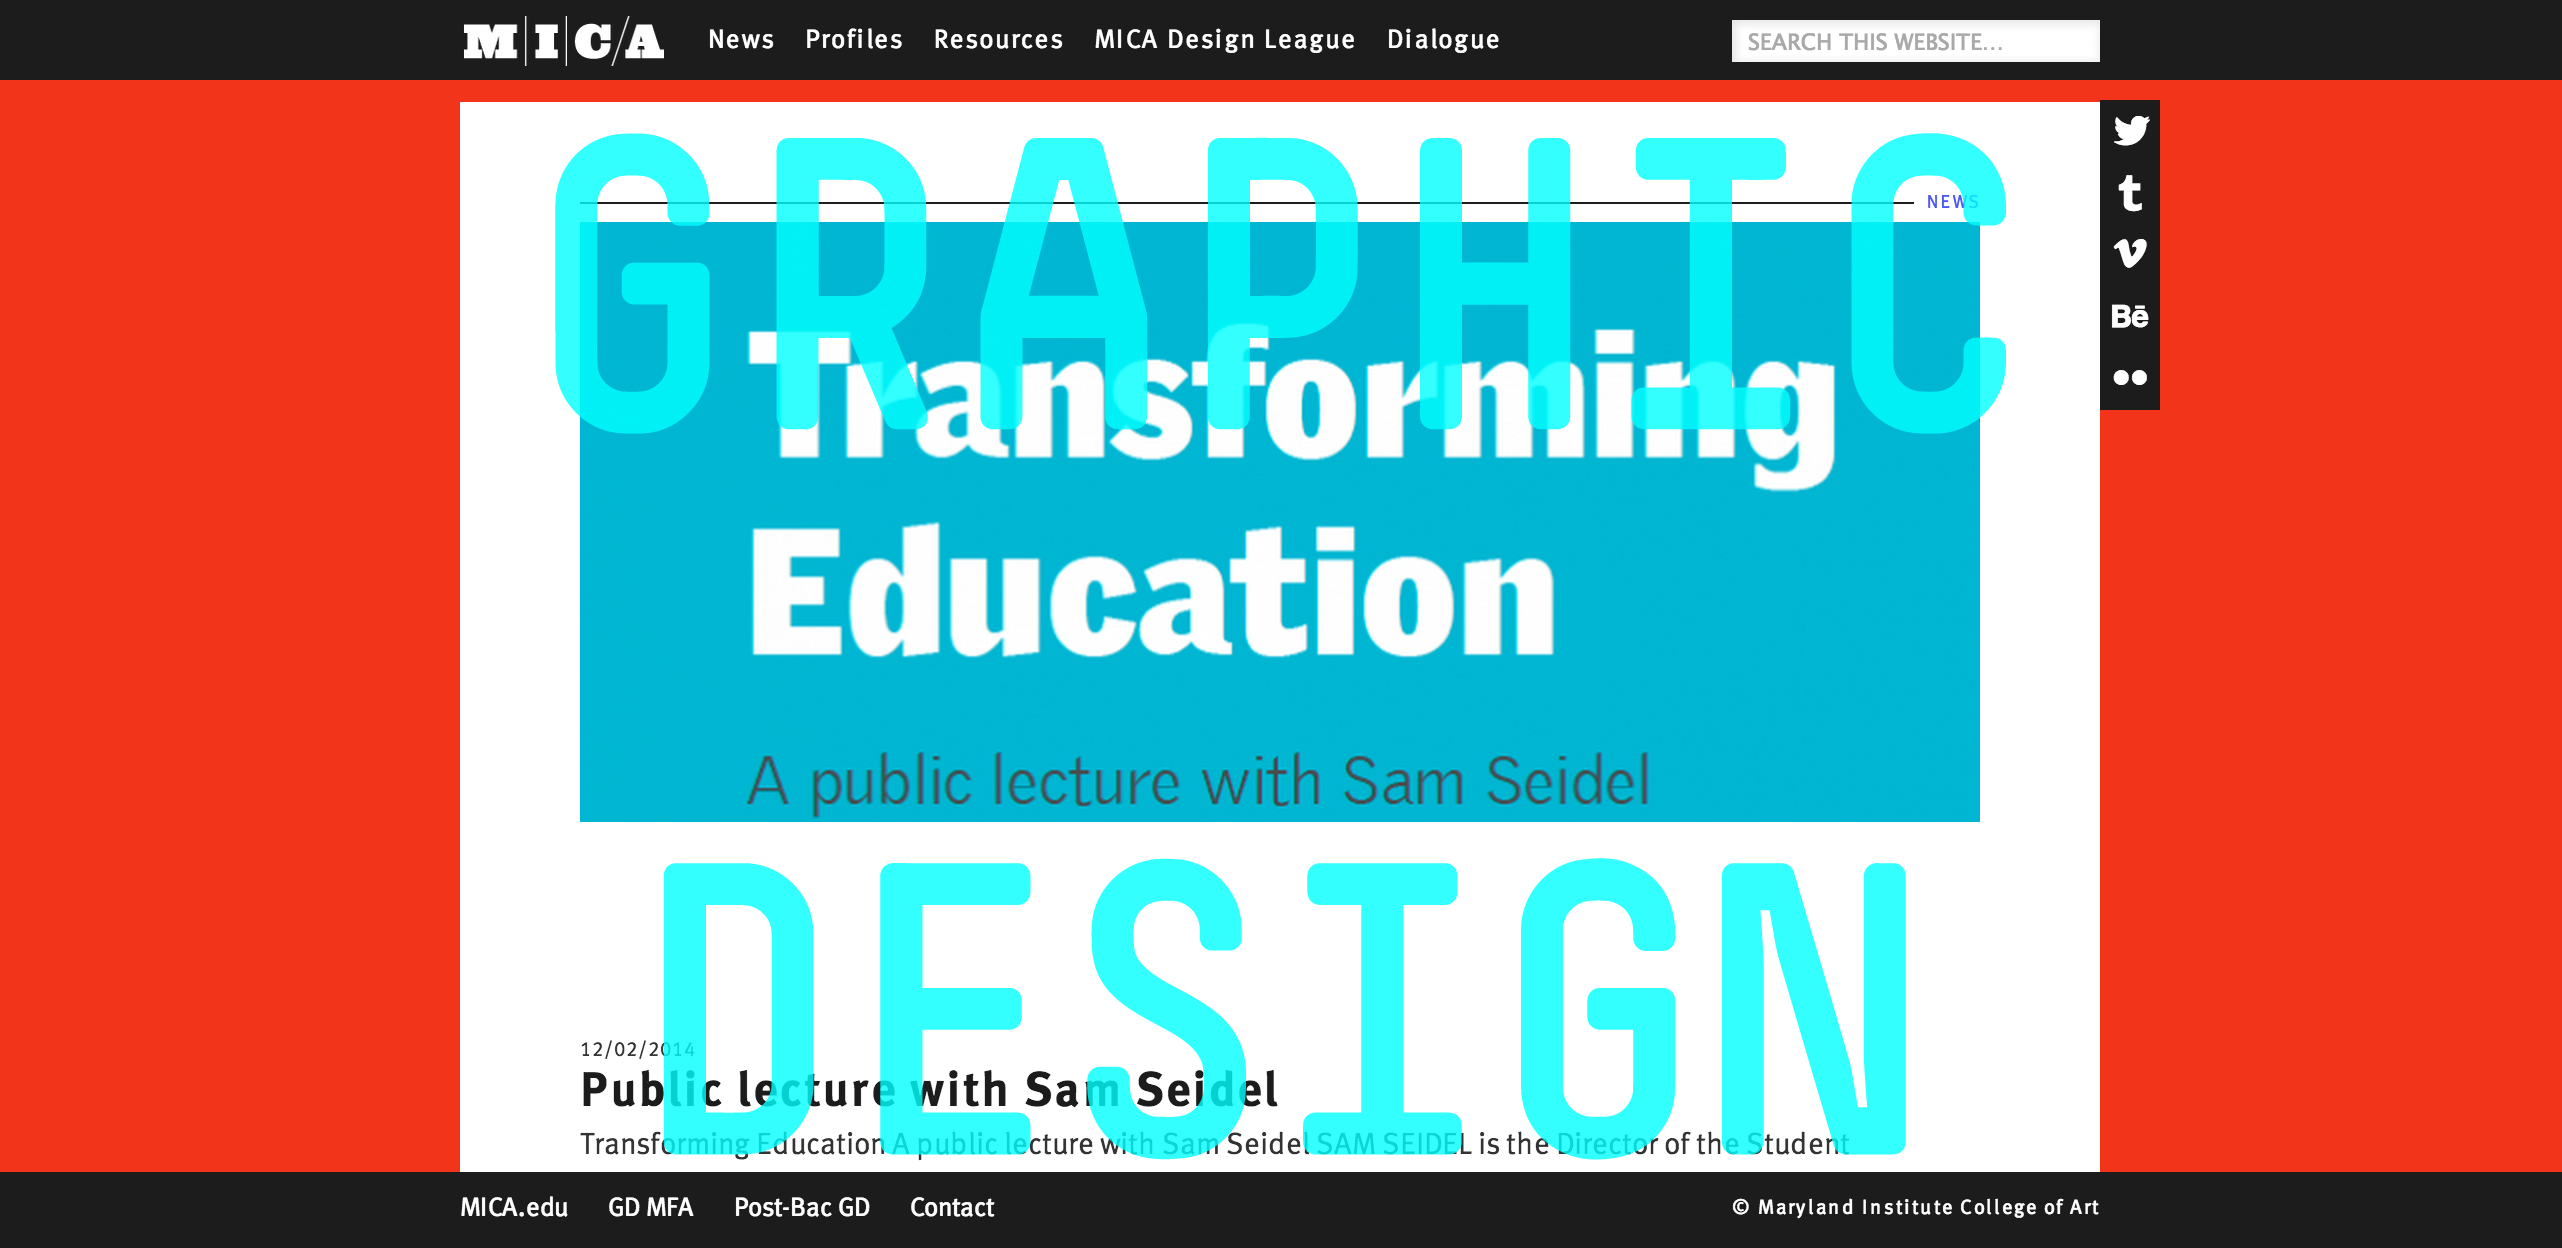 MICA News Profiles Resources MICA Design League Dialogue SEARCH THIS WEBSITE...
GRAPHIC
NEWS
Transforming
Education
A public lecture with Sam Seidel
DESIGN
12/02/2014
Public lecture with Sam Seidel
Transforming Education A public lecture with Sam Seidel SAM SEIDEL is the Director of the Student
MICA.edu GD MFA Post-Bac GD Contact © Maryland Institute College of Art